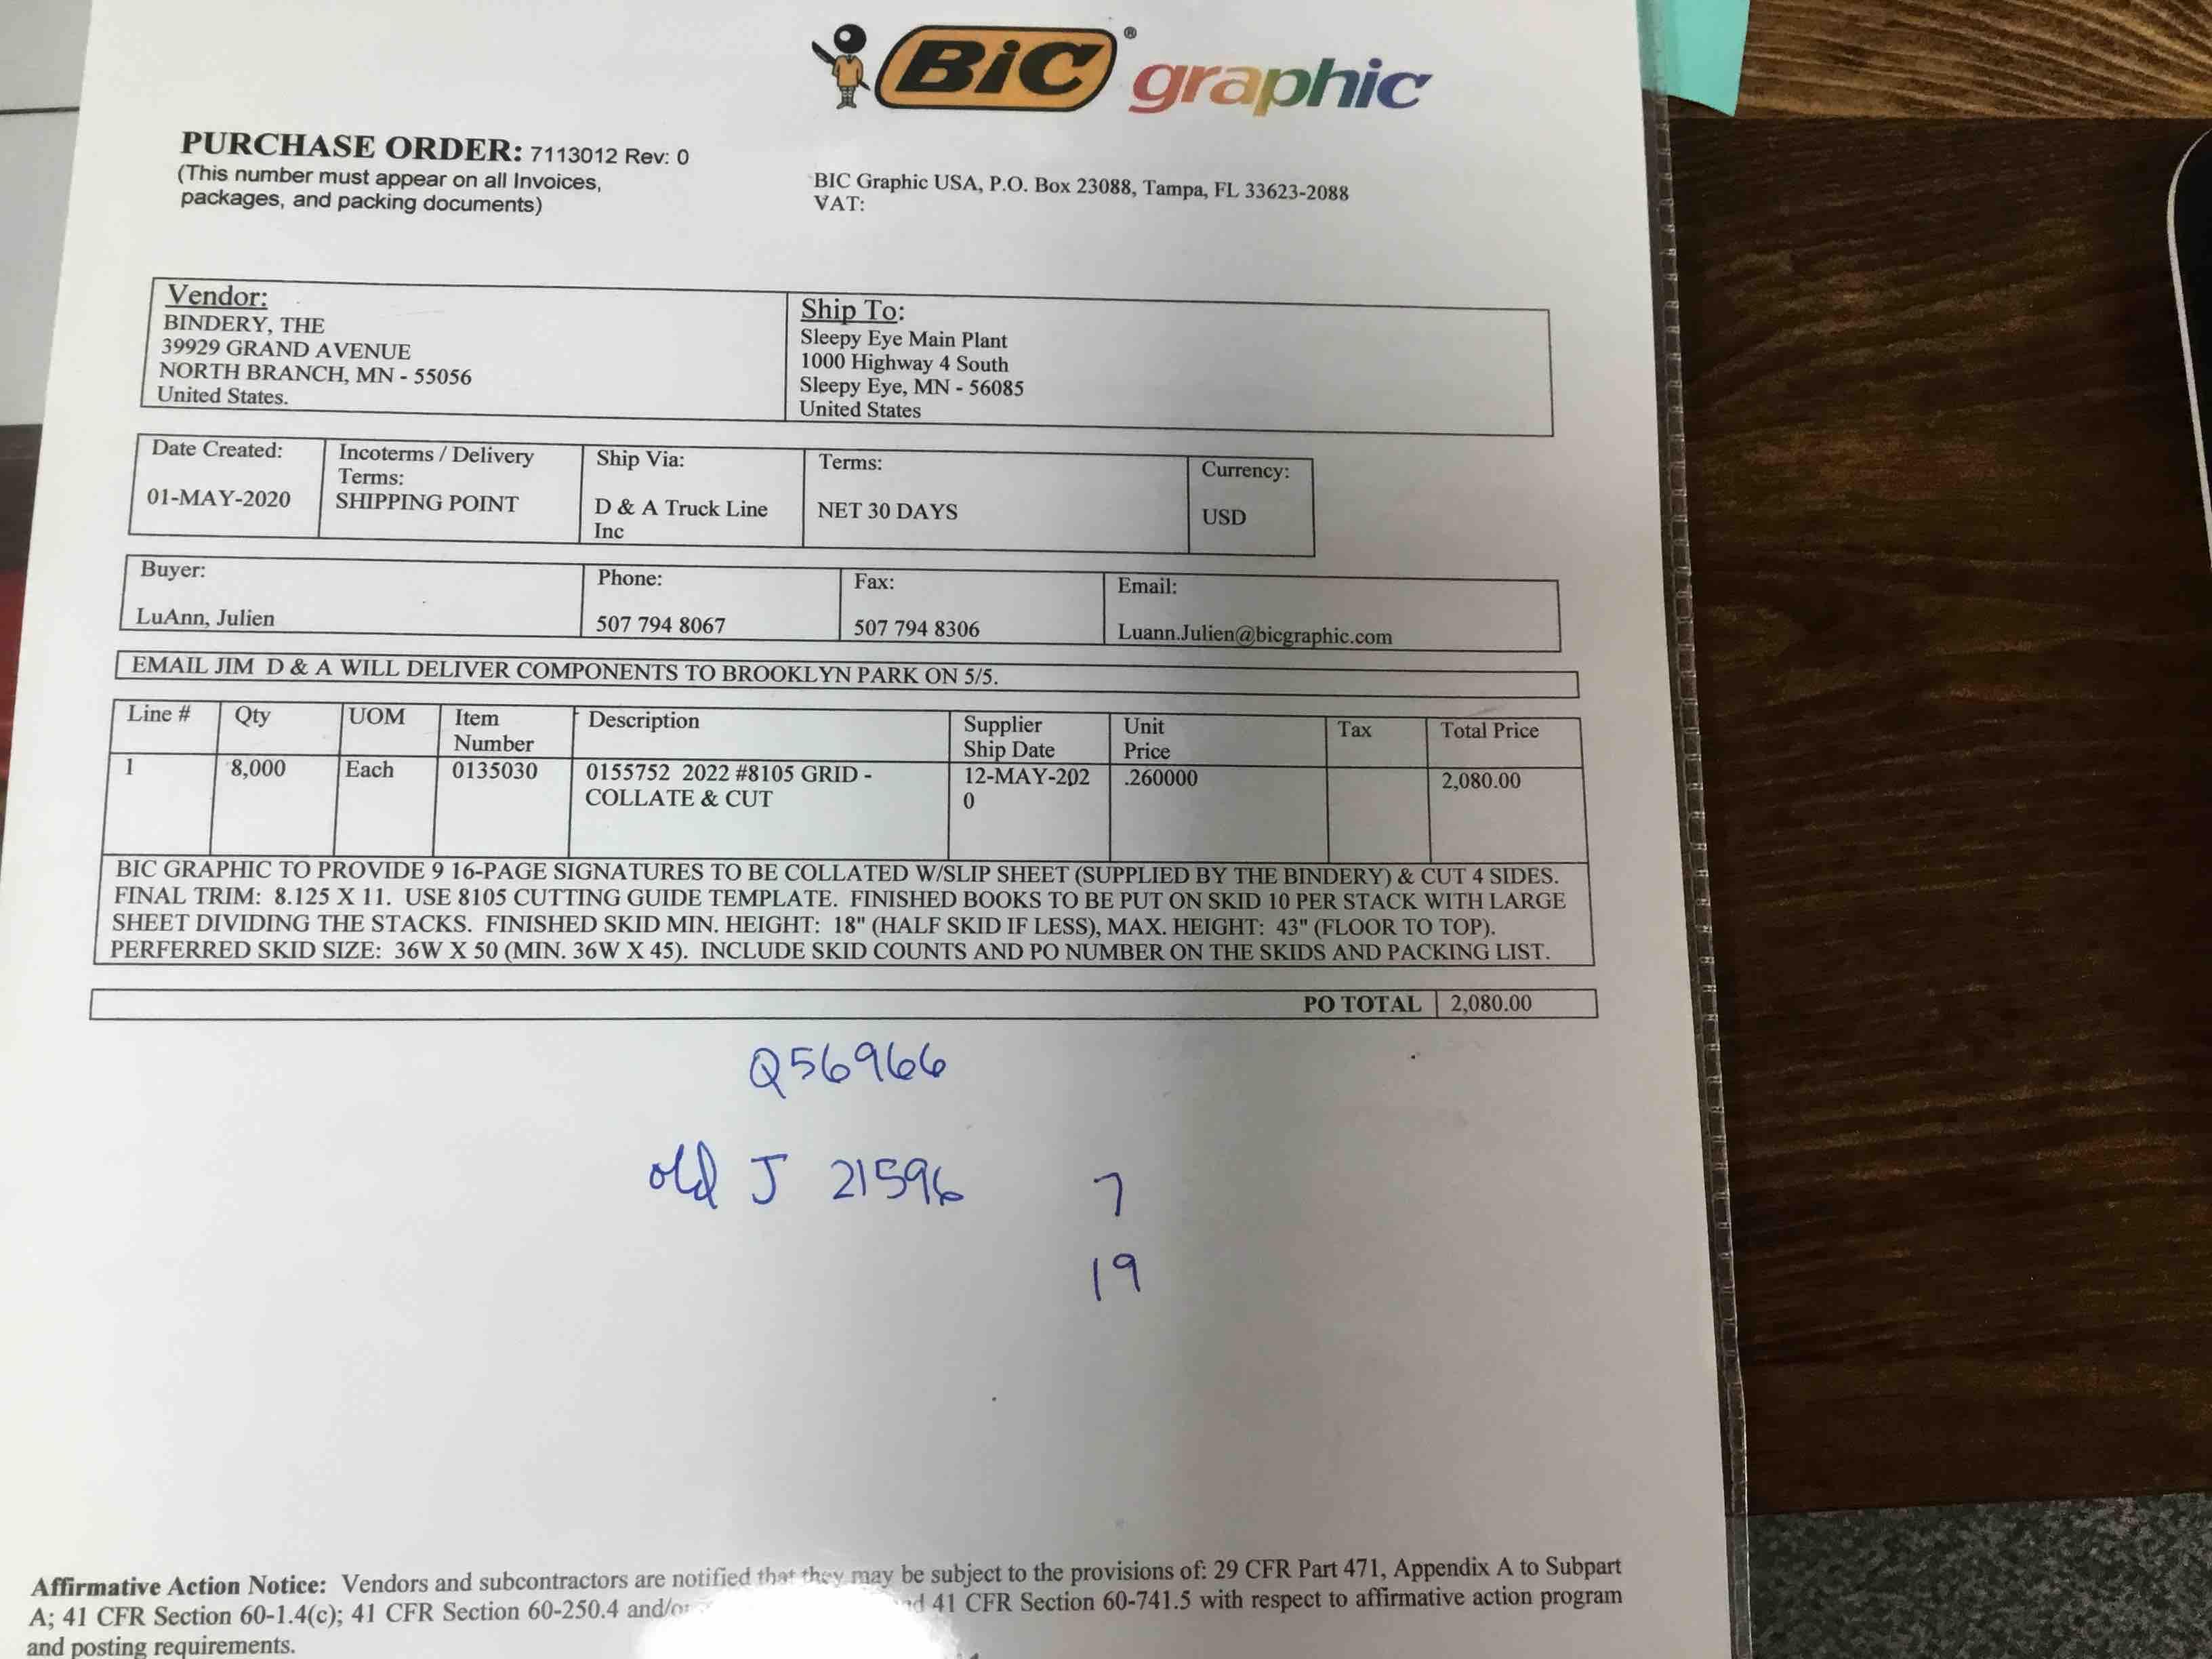 BiC® graphic
PURCHASE ORDER: 7113012 Rev: 0
(This number must appear on all Invoices,
packages, and packing documents)
BIC Graphic USA, P.O. Box 23088, Tampa, FL 33623-2088
VAT:
Vendor:
BINDERY, THE
39929 GRAND AVENUE
NORTH BRANCH, MN - 55056
United States.
Ship To:
Sleepy Eye Main Plant
1000 Highway 4 South
Sleepy Eye, MN - 56085
United States
Date Created:
01-MAY-2020
Incoterms / Delivery
Terms:
SHIPPING POINT
Ship Via:
D & A Truck Line
Inc
Terms:
NET 30 DAYS
Currency:
USD
Buyer:
LuAnn, Julien
Phone:
507 794 8067
Fax:
507 794 8306
Email:
Luann.Julien@bicgraphic.com
EMAIL JIM D & A WILL DELIVER COMPONENTS TO BROOKLYN PARK ON 5/5.
Line #
Qty
UOM
Item
Number
Description
Supplier
Ship Date
Unit
Price
Tax
Total Price
1
8,000
Each
0135030
0155752 2022 #8105 GRID -
COLLATE & CUT
12-MAY-202
0
.260000
2,080.00
BIC GRAPHIC TO PROVIDE 9 16-PAGE SIGNATURES TO BE COLLATED W/SLIP SHEET (SUPPLIED BY THE BINDERY) & CUT 4 SIDES.
FINAL TRIM: 8.125 X 11. USE 8105 CUTTING GUIDE TEMPLATE. FINISHED BOOKS TO BE PUT ON SKID 10 PER STACK WITH LARGE
SHEET DIVIDING THE STACKS. FINISHED SKID MIN. HEIGHT: 18" (HALF SKID IF LESS), MAX. HEIGHT: 43" (FLOOR TO TOP).
PERFERRED SKID SIZE: 36W X 50 (MIN. 36W X 45). INCLUDE SKID COUNTS AND PO NUMBER ON THE SKIDS AND PACKING LIST.
PO TOTAL 2,080.00
Q56966
old J 21596 7
19
Affirmative Action Notice: Vendors and subcontractors are notified that they may be subject to the provisions of: 29 CFR Part 471, Appendix A to Subpart
A; 41 CFR Section 60-1.4(c); 41 CFR Section 60-250.4 and/or 41 CFR Section 60-741.5 with respect to affirmative action program
and posting requirements.